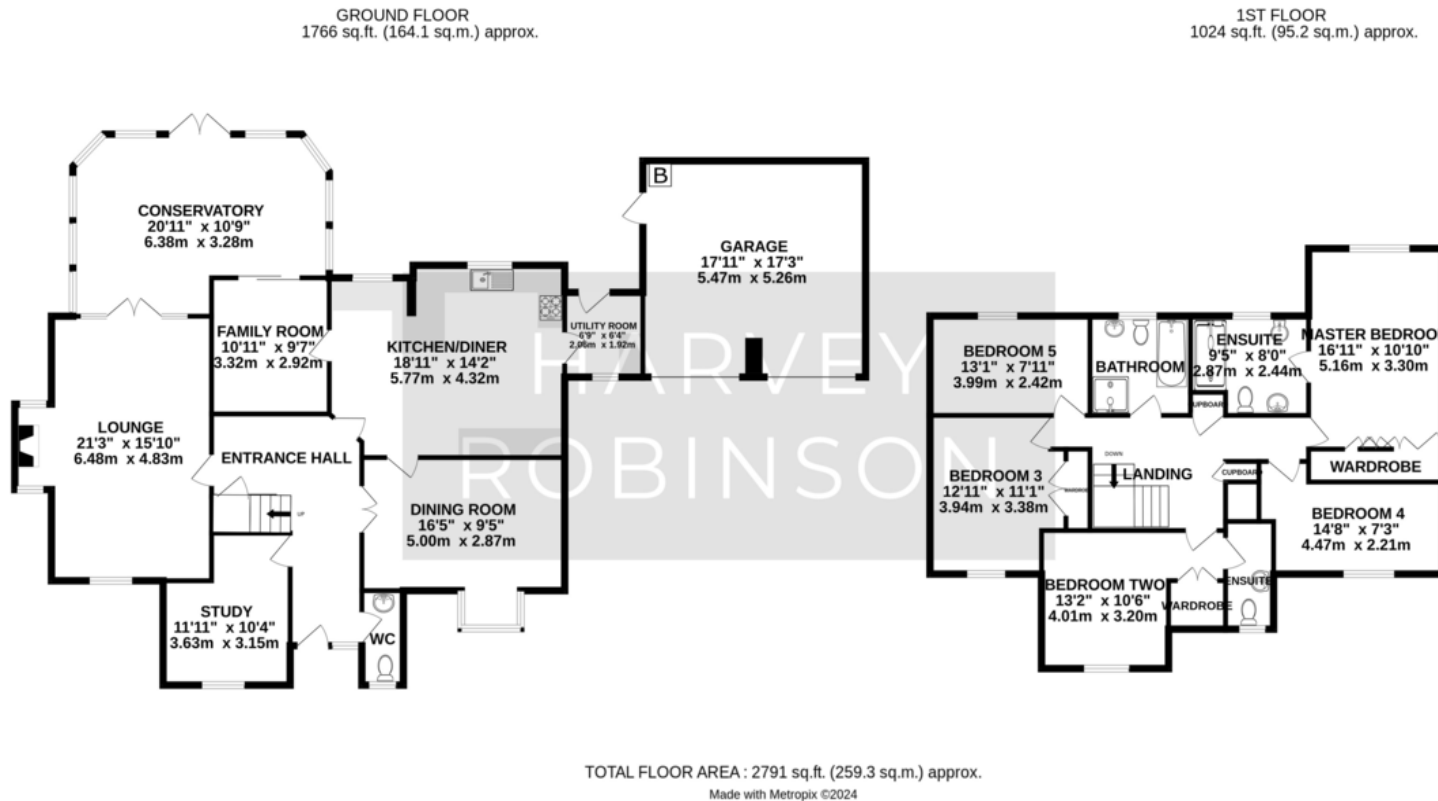 GROUND FLOOR
1766 sq.ft. (164.1 sq.m.) approx.
1ST FLOOR
1024 sq.ft. (95.2 sq.m.) approx.
CONSERVATORY
20'11" x 10'9"
6.38m x 3.28m
B
GARAGE
17'11" x 17'3"
5.47m x 5.26m
FAMILY ROOM
10'11" x 9'7"
3.32m x 2.92m
KITCHEN/DINER
18'11" x 14'2"
5.77m x 4.32m
UTILITY ROOM
6'9" x 6'4"
2.06m x 1.92m
LOUNGE
21'3" x 15'10"
6.48m x 4.83m
ENTRANCE HALL
UP
DINING ROOM
16'5" x 9'5"
5.00m x 2.87m
STUDY
11'11" x 10'4"
3.63m x 3.15m
WC
HARVEY
ROBINSON
BEDROOM 5
13'1" x 7'11"
3.99m x 2.42m
BATHROOM
ENSUITE
9'5" x 8'0"
2.87m x 2.44m
MASTER BEDROOM
16'11" x 10'10"
5.16m x 3.30m
UPBOAR
BEDROOM 3
12'11" x 11'1"
3.94m x 3.38m
DOWN
LANDING
CUPBOARD
WARDROBE
BEDROOM 4
14'8" x 7'3"
4.47m x 2.21m
BEDROOM TWO
13'2" x 10'6"
4.01m x 3.20m
WARDROBE
ENSUITE
TOTAL FLOOR AREA : 2791 sq.ft. (259.3 sq.m.) approx.
Made with Metropix ©2024